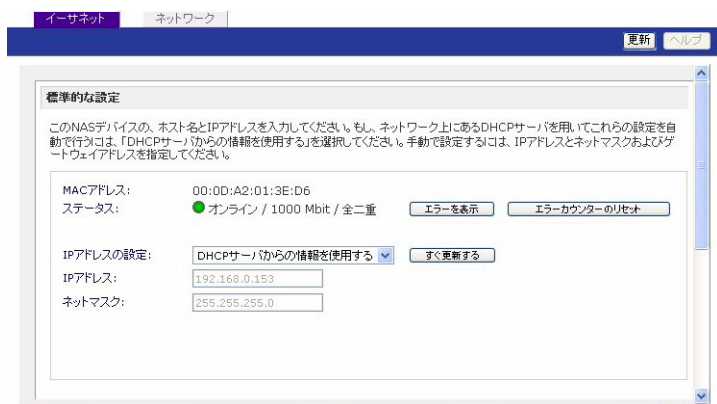 イーサネット ネットワーク
更新 ヘルプ
標準的な設定
このNASデバイスの、ホスト名とIPアドレスを入力してください。もし、ネットワーク上にあるDHCPサーバを用いてこれらの設定を自
動で行うには、「DHCPサーバからの情報を使用する」を選択してください。手動で設定するには、IPアドレスとネットマスクおよびゲ
ートウェイアドレスを指定してください。
MACアドレス: 00:0D:A2:01:3E:D6
ステータス: オンライン / 1000 Mbit / 全二重 エラーを表示 エラーカウンターのリセット
IPアドレスの設定: DHCPサーバからの情報を使用する すぐ更新する
IPアドレス: 192.168.0.153
ネットマスク: 255.255.255.0